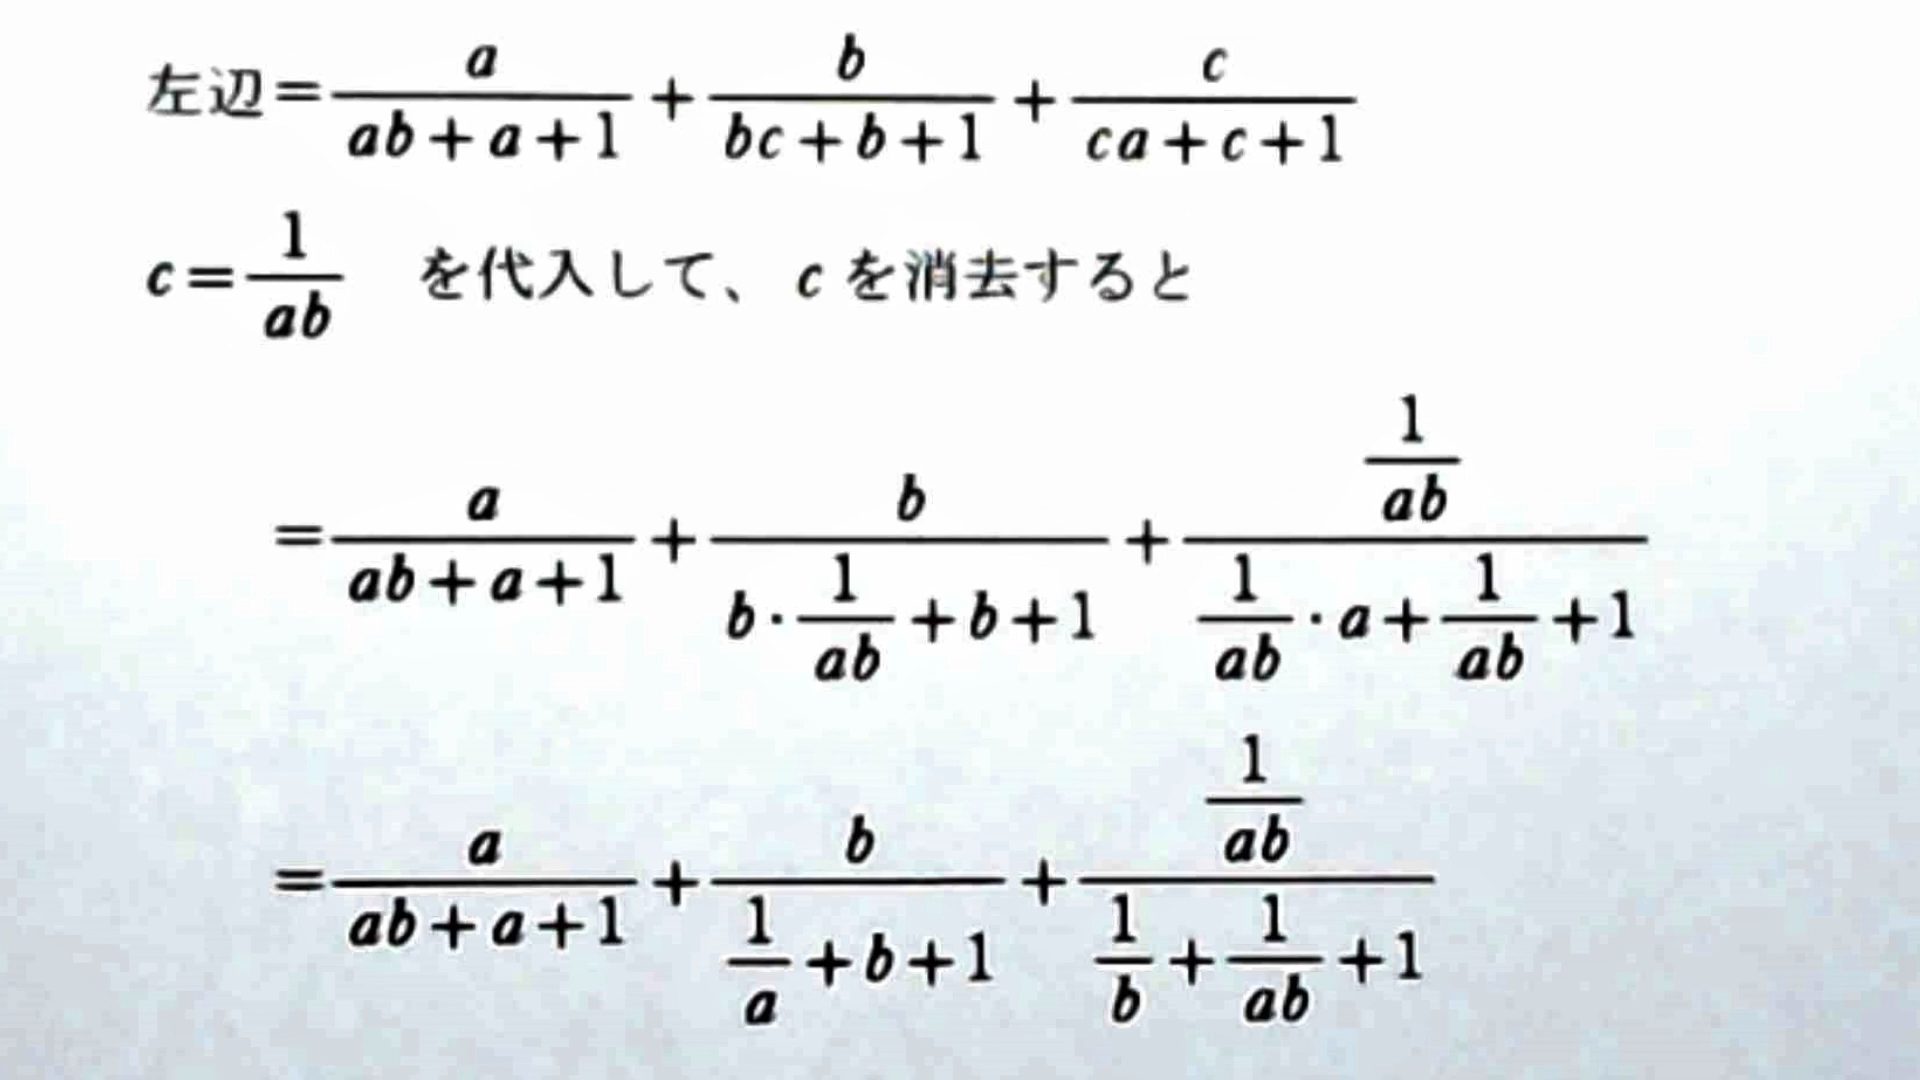 左辺 = a/(ab+a+1) + b/(bc+b+1) + c/(ca+c+1)
c = 1/(ab) を代入して、c を消去すると
= a/(ab+a+1) + b/(b·1/(ab)+b+1) + (1/(ab))/(1/(ab)·a+1/(ab)+1)
= a/(ab+a+1) + b/(1/a+b+1) + (1/(ab))/(1/b+1/(ab)+1)